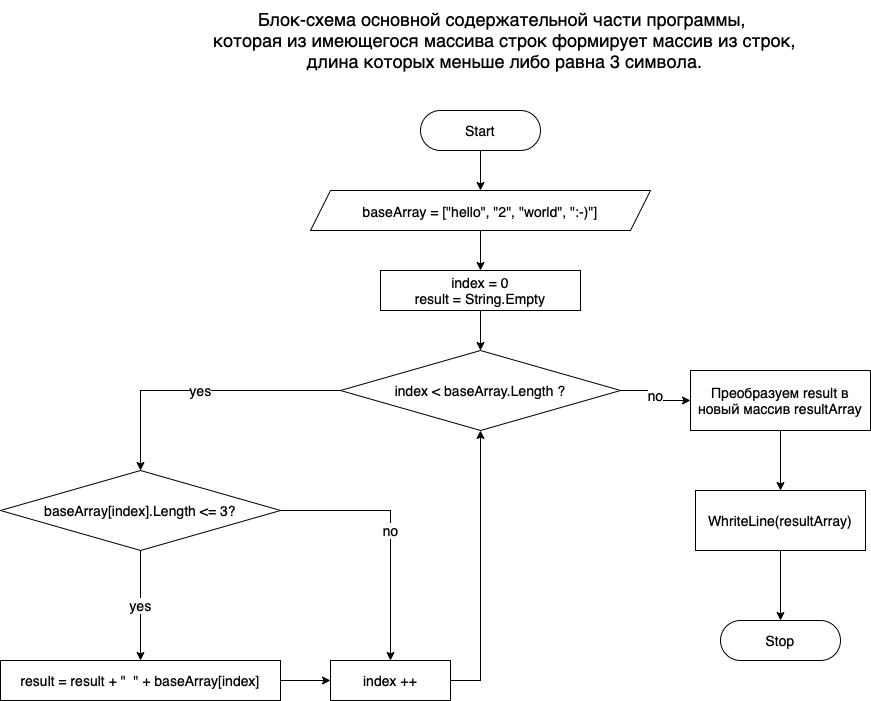 Блок-схема основной содержательной части программы,
которая из имеющегося массива строк формирует массив из строк,
длина которых меньше либо равна 3 символа.
Start
baseArray = ["hello", "2", "world", ":-)"]
index = 0
result = String.Empty
index < baseArray.Length ?
yes
no
Преобразуем result в
новый массив resultArray
baseArray[index].Length <= 3?
no
WhriteLine(resultArray)
yes
Stop
result = result + "  " + baseArray[index]
index ++